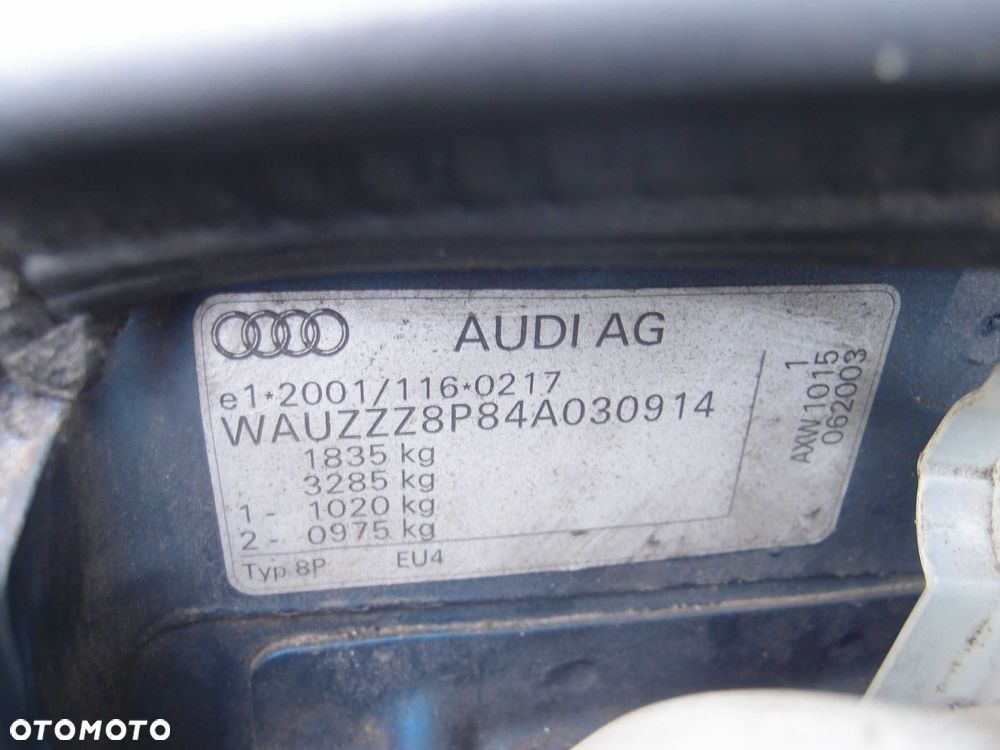 AUDI AG
e1*2001/116*0217
WAUZZZ8P84A030914
1835 kg
3285 kg
1 - 1020 kg
2 - 0975 kg
Typ 8P EU4
1
AXW1015
062003
OTOMOTO